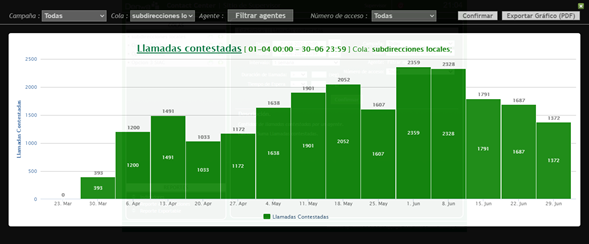 Campaña : Todas Cola : subdirecciones lo Agente : Filtrar agentes Número de acceso : Todas Confirmar Exportar Gráfico (PDF)
Llamadas contestadas [ 01-04 00:00 - 30-06 23:59 ] Cola: subdirecciones locales;
Llamadas Contestadas
2500
2000
1500
1000
500
0
0 393 1200 1491 1033 1172 1638 1901 2052 1607 2359 2328 1791 1687 1372
393 1200 1491 1033 1172 1638 1901 2052 1607 2359 2328 1791 1687 1372
23. Mar 30. Mar 6. Apr 13. Apr 20. Apr 27. Apr 4. May 11. May 18. May 25. May 1. Jun 8. Jun 15. Jun 22. Jun 29. Jun
Llamadas Contestadas